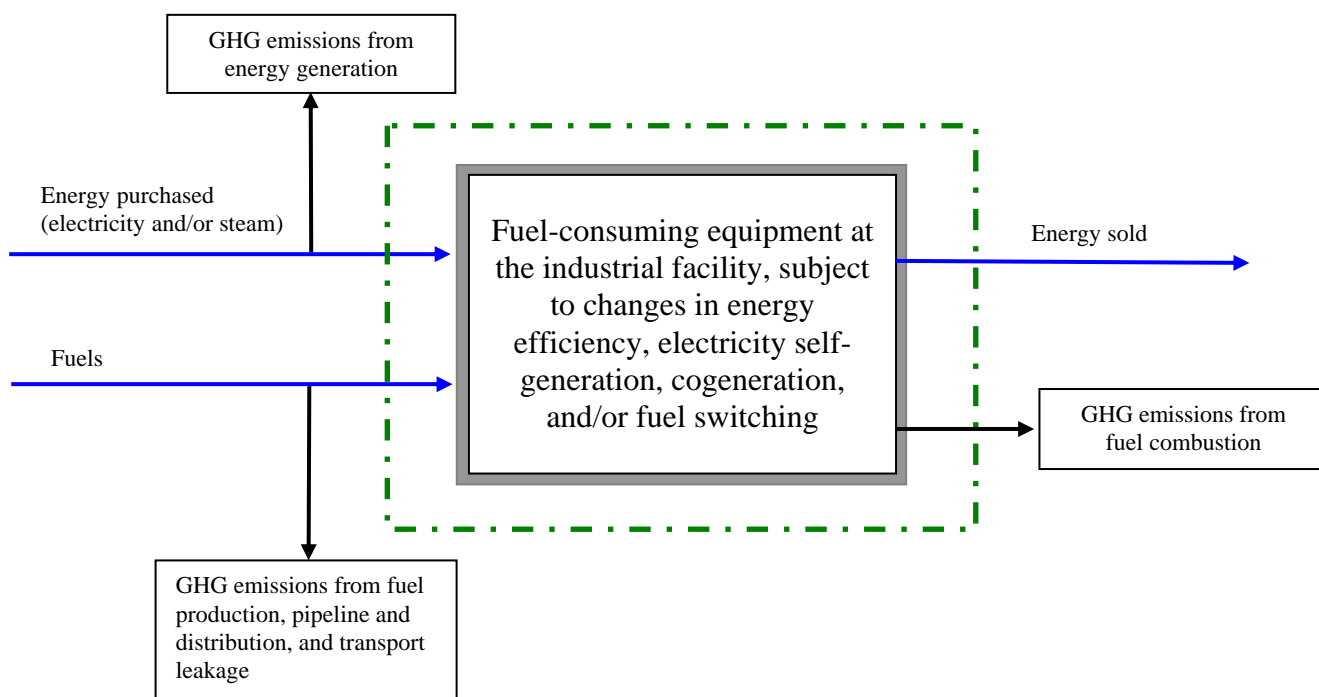 GHG emissions from
energy generation
Energy purchased
(electricity and/or steam)
Fuel-consuming equipment at
the industrial facility, subject
to changes in energy
efficiency, electricity self-
generation, cogeneration,
and/or fuel switching
Energy sold
Fuels
GHG emissions from
fuel combustion
GHG emissions from fuel
production, pipeline and
distribution, and transport
leakage